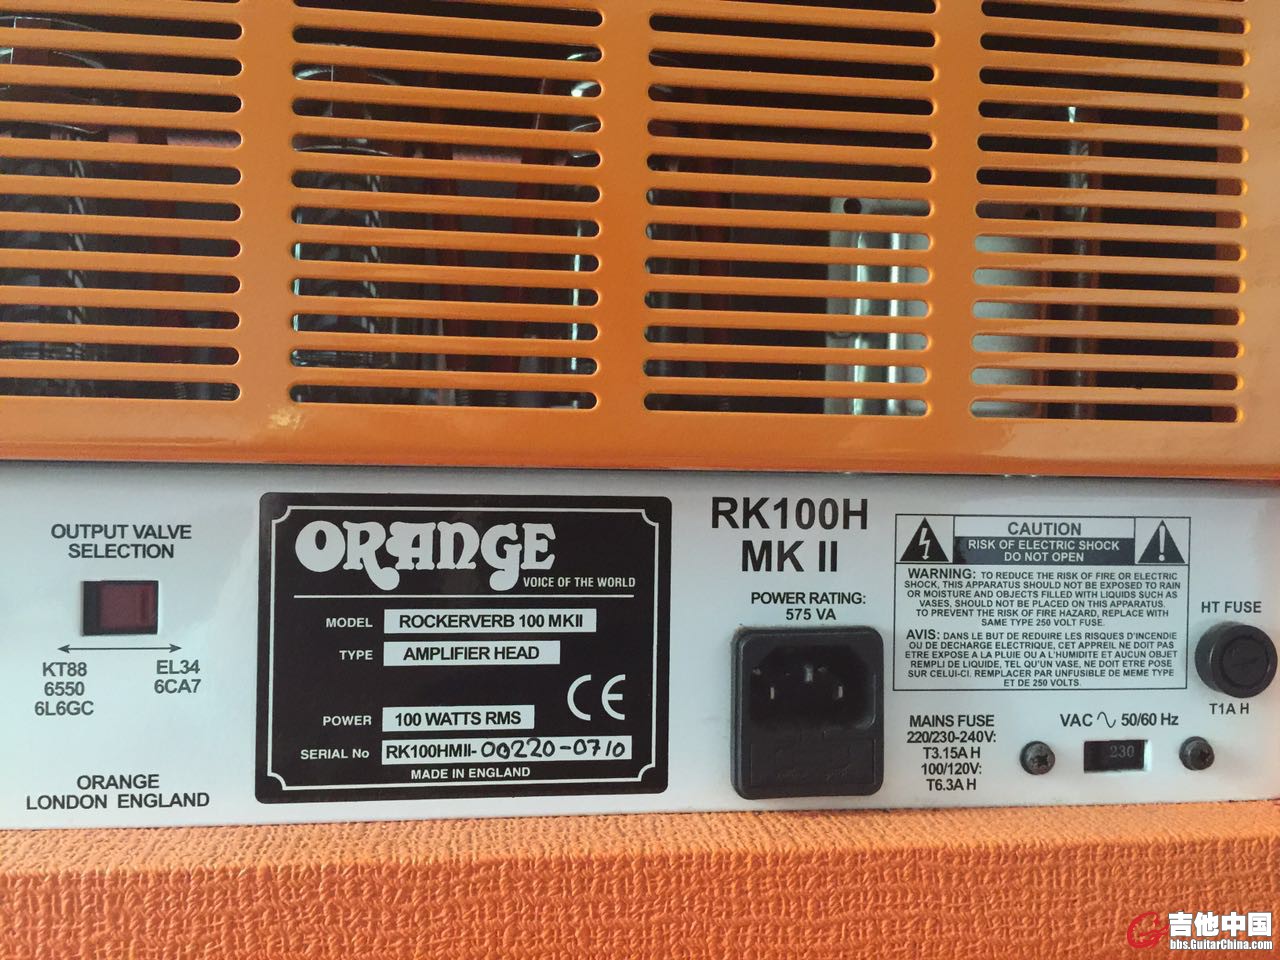 OUTPUT VALVE
SELECTION
KT88
6550
6L6GC
EL34
6CA7
ORANGE
LONDON ENGLAND
ORANGE
VOICE OF THE WORLD
MODEL ROCKERVERB 100 MKII
TYPE AMPLIFIER HEAD
CE
POWER 100 WATTS RMS
SERIAL No RK100HMII-00220-0710
MADE IN ENGLAND
RK100H
MK II
POWER RATING:
575 VA
CAUTION
RISK OF ELECTRIC SHOCK
DO NOT OPEN
WARNING: TO REDUCE THE RISK OF FIRE OR ELECTRIC
SHOCK, THIS APPARATUS SHOULD NOT BE EXPOSED TO RAIN
OR MOISTURE AND OBJECTS FILLED WITH LIQUIDS SUCH AS
VASES, SHOULD NOT BE PLACED ON THIS APPARATUS.
TO PREVENT THE RISK OF FIRE HAZARD, REPLACE WITH
SAME TYPE 250 VOLT FUSE.
AVIS: DANS LE BUT DE REDUIRE LES RISQUES D'INCENDIE
OU DE DECHARGE ELECTRIQUE, CET APPREIL NE DOIT PAS
ETRE EXPOSE A LA PLUIE OU A L'HUMIDITE ET AUCUN OBJET
REMPLI DE LIQUIDE, TEL QU'UN VASE, NE DOIT ETRE POSE
SUR CELUI-CI. REMPLACER PAR UNFUSIBLE DE MEME TYPE
ET DE 250 VOLTS.
HT FUSE
T1A H
MAINS FUSE
220/230-240V:
T3.15A H
100/120V:
T6.3A H
VAC 50/60 Hz
230
吉他中国
bbs.GuitarChina.com